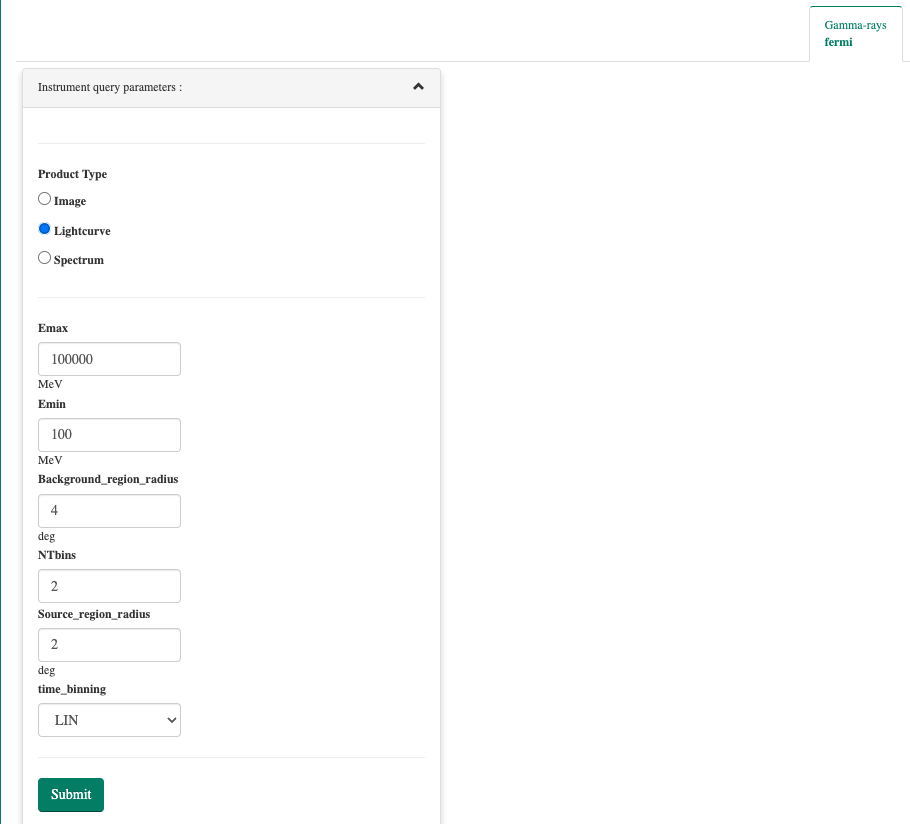 Gamma-rays
fermi
Instrument query parameters :
Product Type
Image
Lightcurve
Spectrum
Emax
100000
MeV
Emin
100
MeV
Background_region_radius
4
deg
NTbins
2
Source_region_radius
2
deg
time_binning
LIN
Submit